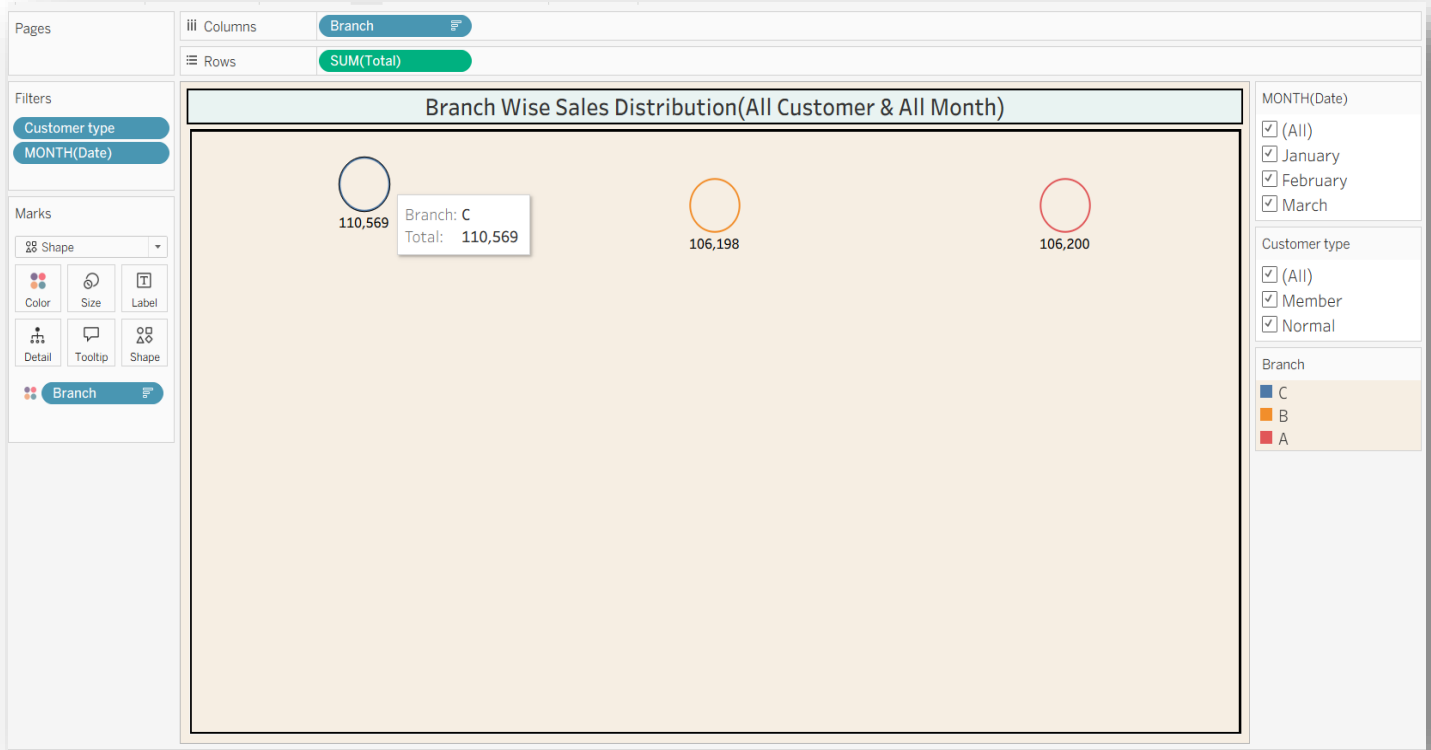 Pages
Columns
Branch
Rows
SUM(Total)
Filters
Customer type
MONTH(Date)
Marks
Shape
Color
Size
Label
Detail
Tooltip
Shape
Branch
Branch Wise Sales Distribution(All Customer & All Month)
110,569
Branch: C
Total: 110,569
106,198
106,200
MONTH(Date)
(All)
January
February
March
Customer type
(All)
Member
Normal
Branch
C
B
A